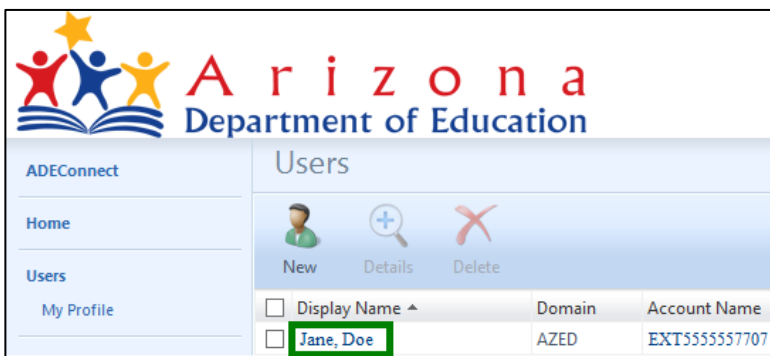 Arizona
Department of Education
ADEConnect
Home
Users
My Profile
Users
New Details Delete
Display Name Domain Account Name
Jane, Doe AZED EXT5555557707